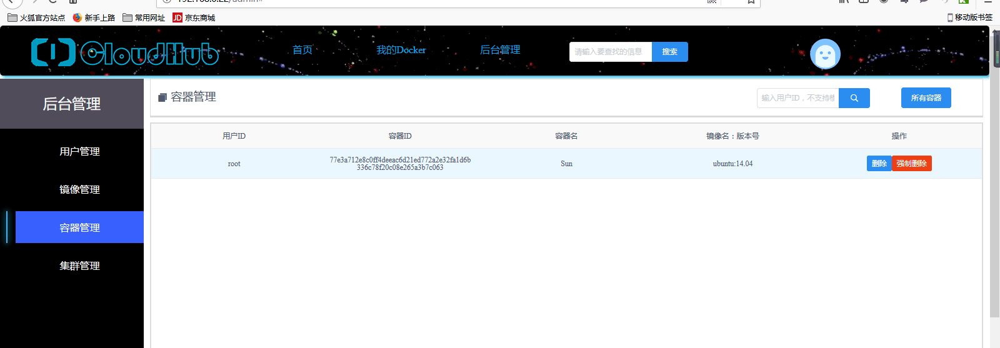 火狐官方站点 新手上路 常用网址 JD 京东商城 移动版书签
CloudHub 首页 我的Docker 后台管理 请输入要查找的信息 搜索
后台管理
用户管理
镜像管理
容器管理
集群管理
容器管理 输入用户ID，不支持 所有容器
用户ID 容器ID 容器名 镜像名：版本号 操作
root 77e3a712e8c0ff4deeac6d21ed772a2e32fa1d6b
336c78f20c08e265a3b7c063 Sun ubuntu:14.04 删除 强制删除